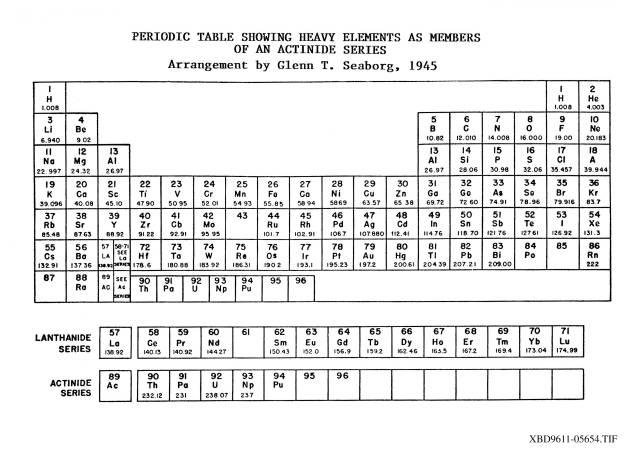 PERIODIC TABLE SHOWING HEAVY ELEMENTS AS MEMBERS
OF AN ACTINIDE SERIES
Arrangement by Glenn T. Seaborg, 1945
1 1 2
H H He
1.008 1.008 4.003
3 4 5 6 7 8 9 10
Li Be B C N O F Ne
6.940 9.02 10.82 12.010 14.008 16.000 19.00 20.183
11 12 13 13 14 15 16 17 18
Na Mg Al Al Si P S Cl A
22.997 24.32 26.97 26.97 28.06 30.98 32.06 35.457 39.944
19 20 21 22 23 24 25 26 27 28 29 30 31 32 33 34 35 36
K Ca Sc Ti V Cr Mn Fe Co Ni Cu Zn Ga Ge As Se Br Kr
39.096 40.08 45.10 47.90 50.95 52.01 54.93 55.85 58.94 58.69 63.57 65.38 69.72 72.60 74.91 78.96 79.916 83.7
37 38 39 40 41 42 43 44 45 46 47 48 49 50 51 52 53 54
Rb Sr Y Zr Cb Mo Ru Rh Pd Ag Cd In Sn Sb Te I Xe
85.48 87.63 88.92 91.22 92.91 95.95 101.7 102.91 106.7 107.880 112.41 114.76 118.70 121.76 127.61 126.92 131.3
55 56 57 58-71 72 73 74 75 76 77 78 79 80 81 82 83 84 85 86
Cs Ba LA SEE La SERIES Hf Ta W Re Os Ir Pt Au Hg Tl Pb Bi Po Rn
132.91 137.36 138.92 178.6 180.88 183.92 186.31 190.2 193.1 195.23 197.2 200.61 204.39 207.21 209.00 222
87 88 89 SEE 90 91 92 93 94 95 96
Ra AC Ac SERIES Th Pa U Np Pu
LANTHANIDE SERIES
57 58 59 60 61 62 63 64 65 66 67 68 69 70 71
La Ce Pr Nd Sm Eu Gd Tb Dy Ho Er Tm Yb Lu
138.92 140.13 140.92 144.27 150.43 152.0 156.9 159.2 162.46 163.5 167.2 169.4 173.04 174.99
ACTINIDE SERIES
89 90 91 92 93 94 95 96
Ac Th Pa U Np Pu
232.12 231 238.07 237
XBD9611-05654.TIF